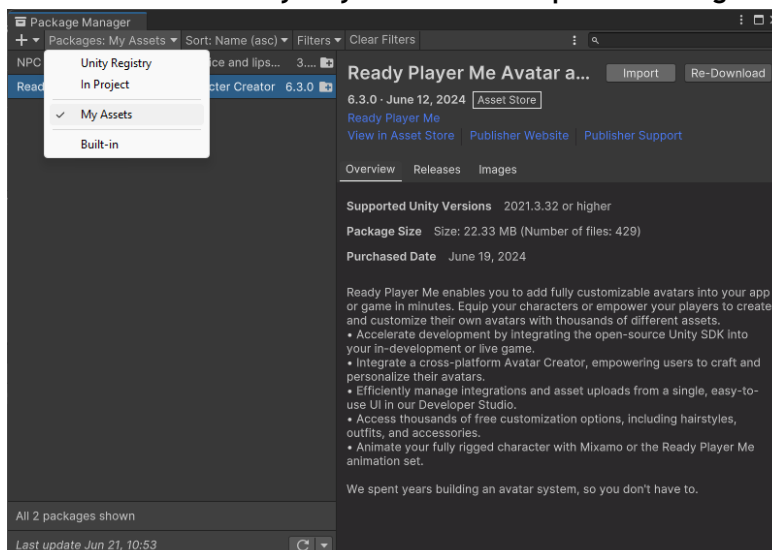 Package Manager
Packages: My Assets Sort: Name (asc) Filters Clear Filters
NPC ice and lips... 3....
Read cter Creator 6.3.0
Unity Registry
In Project
My Assets
Built-in
Ready Player Me Avatar a... Import Re-Download
6.3.0 · June 12, 2024 Asset Store
Ready Player Me
View in Asset Store Publisher Website Publisher Support
Overview Releases Images
Supported Unity Versions 2021.3.32 or higher
Package Size Size: 22.33 MB (Number of files: 429)
Purchased Date June 19, 2024
Ready Player Me enables you to add fully customizable avatars into your app
or game in minutes. Equip your characters or empower your players to create
and customize their own avatars with thousands of different assets.
• Accelerate development by integrating the open-source Unity SDK into
your in-development or live game.
• Integrate a cross-platform Avatar Creator, empowering users to craft and
personalize their avatars.
• Efficiently manage integrations and asset uploads from a single, easy-to-
use UI in our Developer Studio.
• Access thousands of free customization options, including hairstyles,
outfits, and accessories.
• Animate your fully rigged character with Mixamo or the Ready Player Me
animation set.
We spent years building an avatar system, so you don't have to.
All 2 packages shown
Last update Jun 21, 10:53